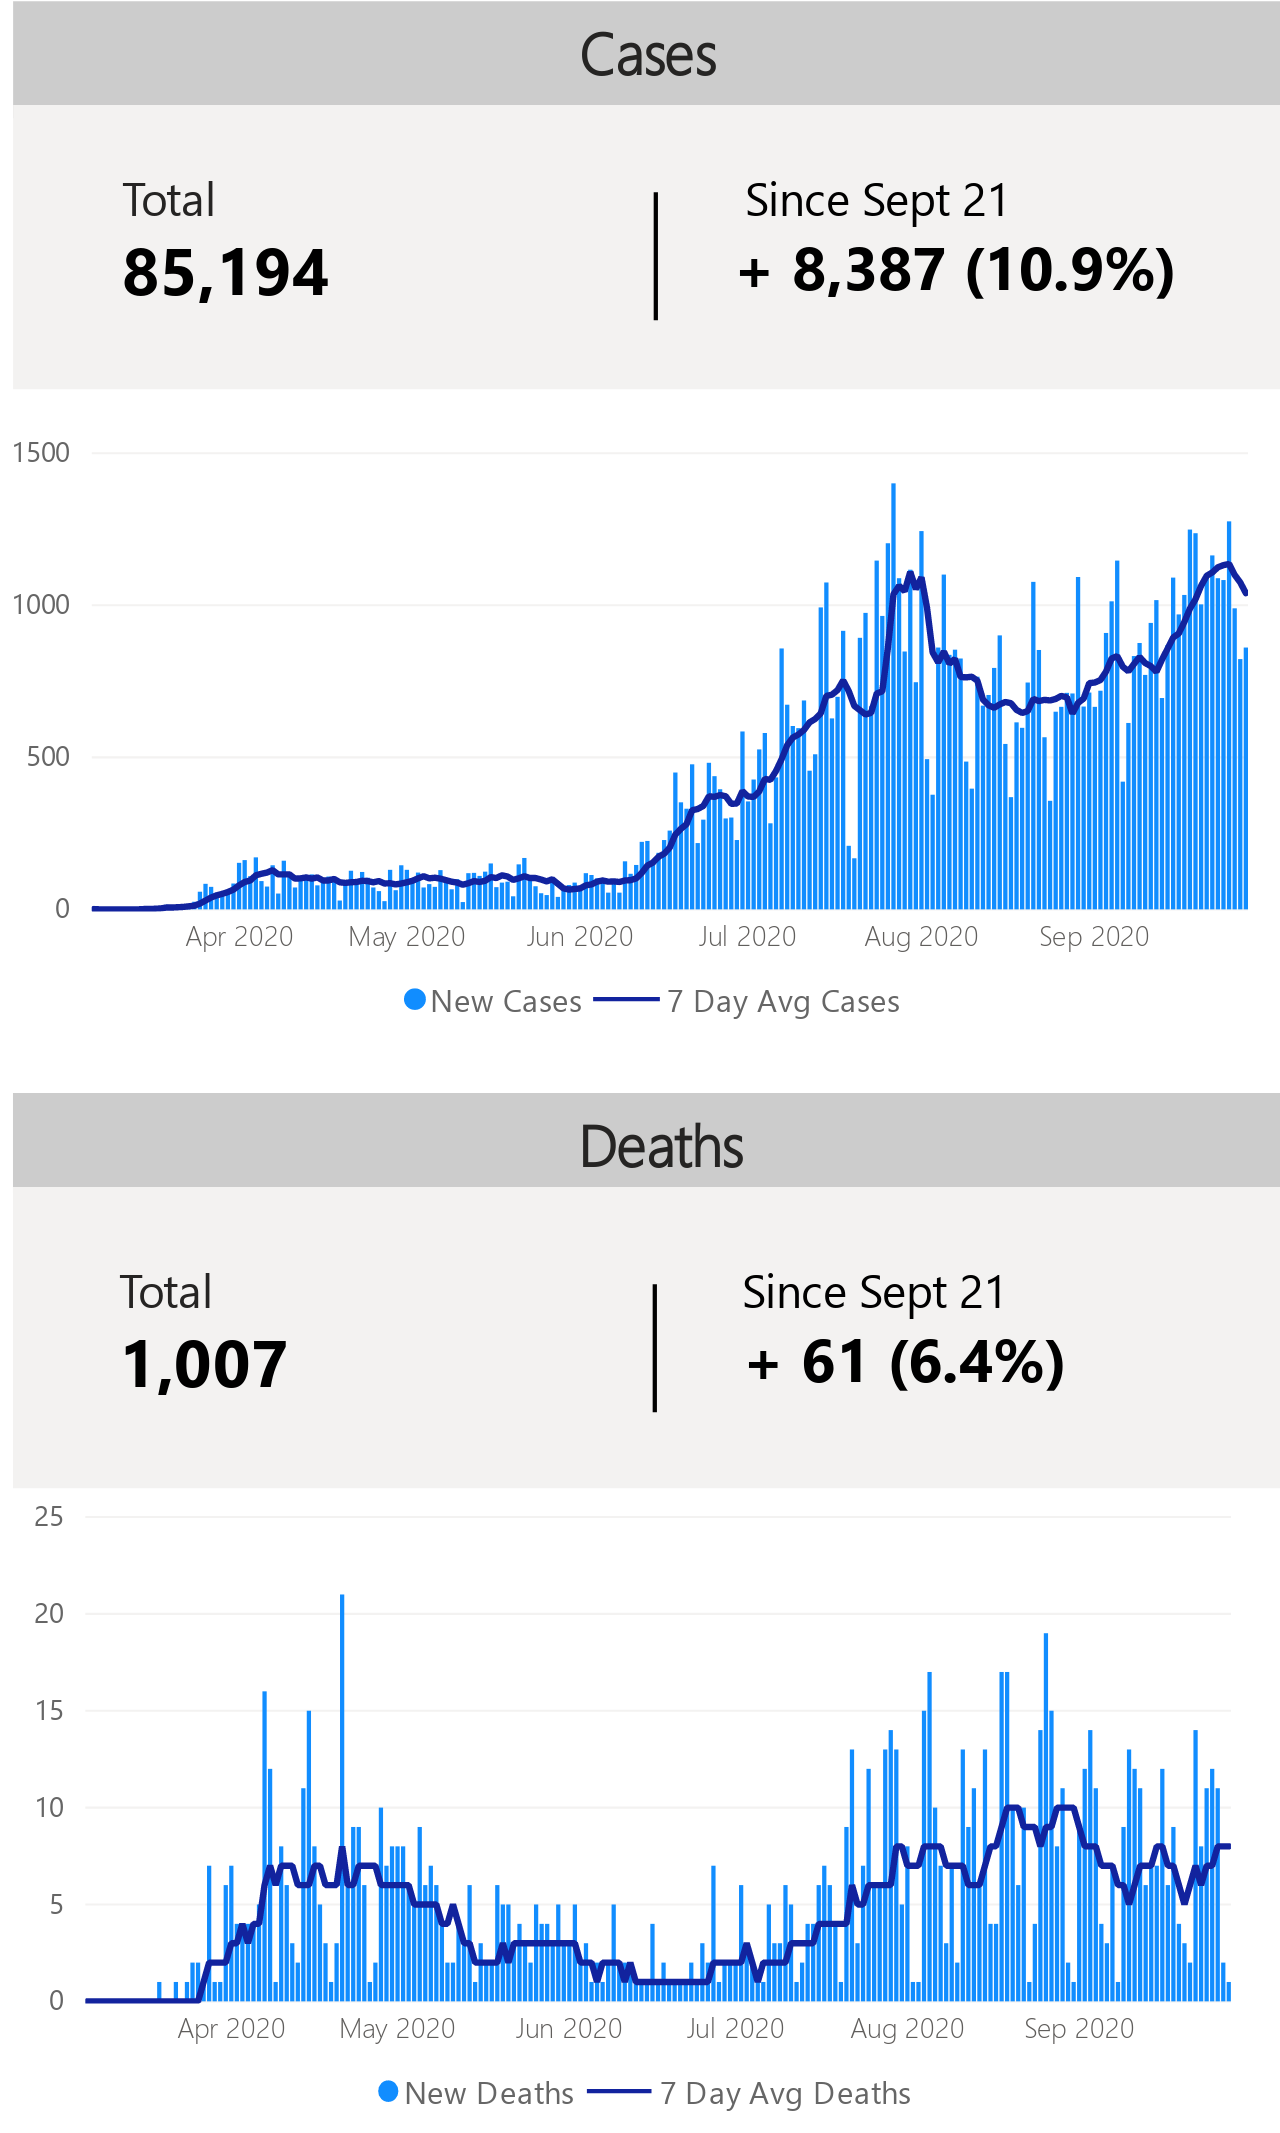 Cases
Total
Since Sept 21
85,194
+ 8,387 (10.9%)
1500
1000
500
0
Apr 2020
May 2020
Jun 2020
Jul 2020
Aug 2020
Sep 2020
New Cases
7 Day Avg Cases
Deaths
Total
Since Sept 21
1,007
+ 61 (6.4%)
25
20
15
10
5
0
Apr 2020
May 2020
Jun 2020
Jul 2020
Aug 2020
Sep 2020
New Deaths
7 Day Avg Deaths